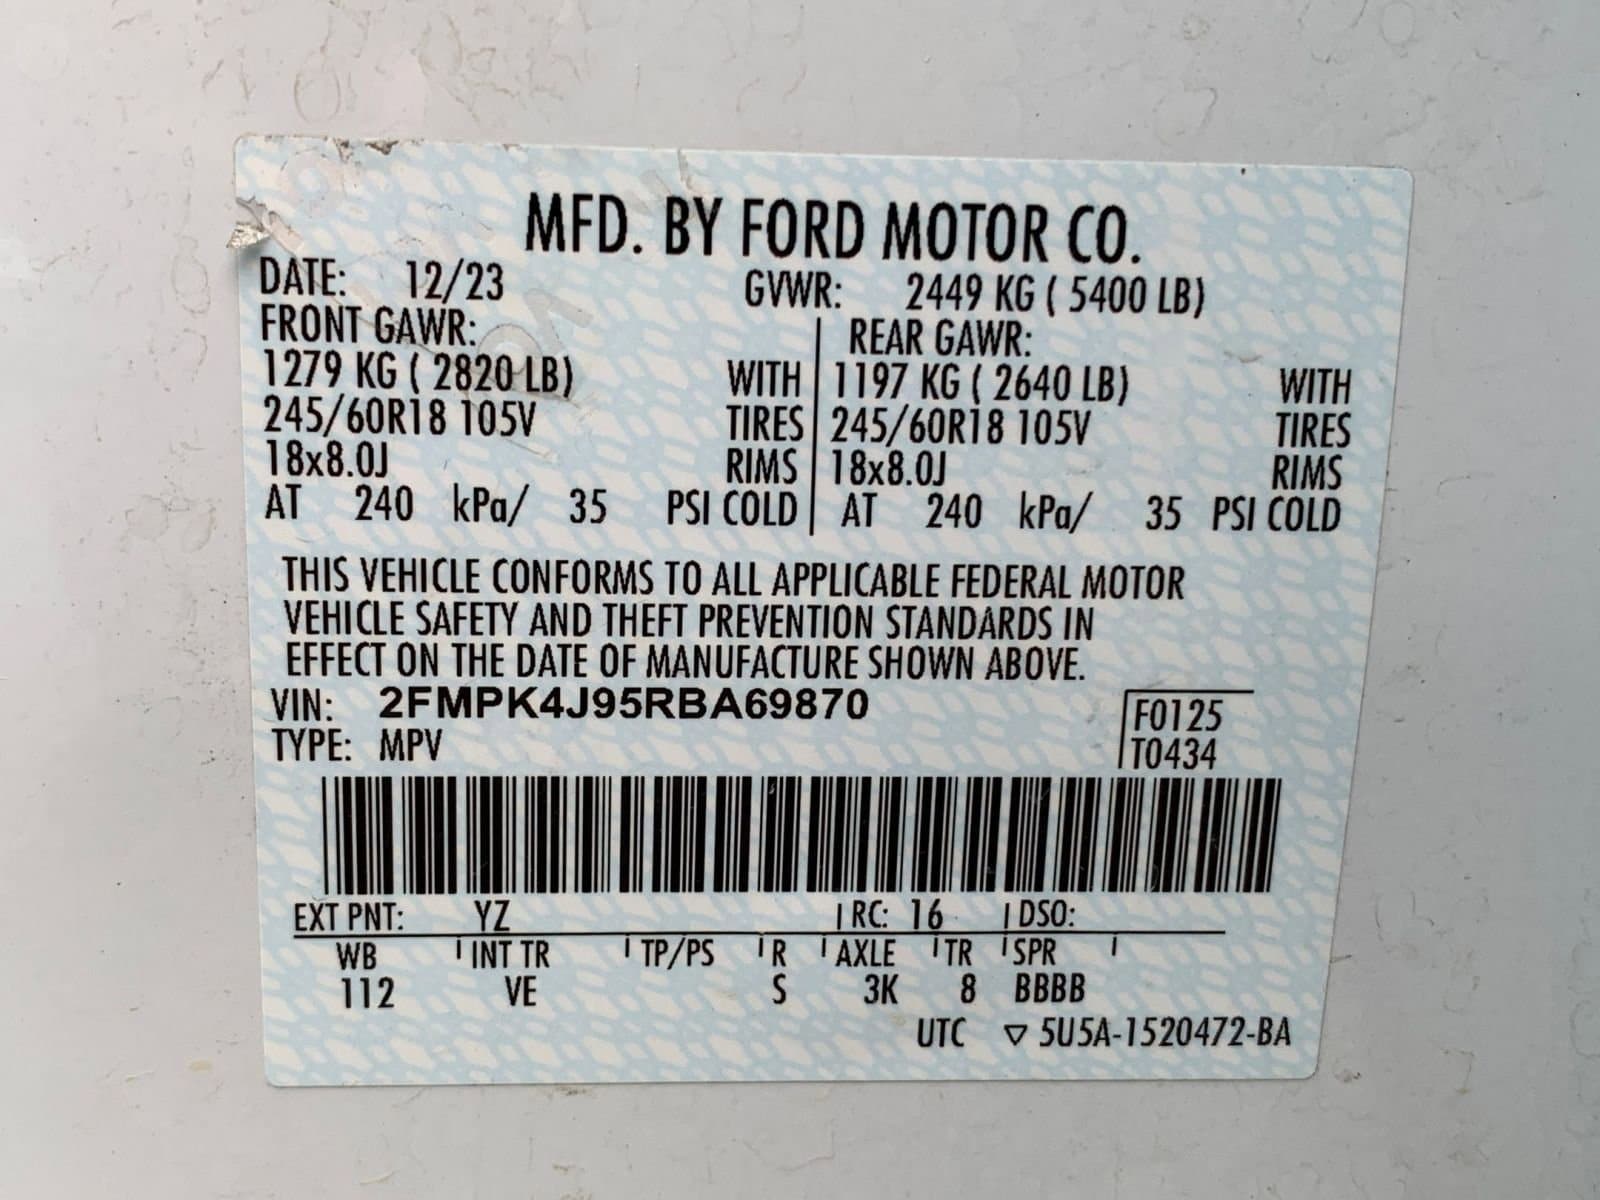 MFD. BY FORD MOTOR CO.
DATE: 12/23 GVWR: 2449 KG ( 5400 LB)
FRONT GAWR: REAR GAWR:
1279 KG ( 2820 LB) WITH 1197 KG ( 2640 LB) WITH
245/60R18 105V TIRES 245/60R18 105V TIRES
18x8.0J RIMS 18x8.0J RIMS
AT 240 kPa/ 35 PSI COLD AT 240 kPa/ 35 PSI COLD
THIS VEHICLE CONFORMS TO ALL APPLICABLE FEDERAL MOTOR
VEHICLE SAFETY AND THEFT PREVENTION STANDARDS IN
EFFECT ON THE DATE OF MANUFACTURE SHOWN ABOVE.
VIN: 2FMPK4J95RBA69870 F0125
TYPE: MPV T0434
EXT PNT: YZ RC: 16 DSO:
WB INT TR TP/PS R AXLE TR SPR
112 VE S 3K 8 BBBB
UTC ▽ 5U5A-1520472-BA